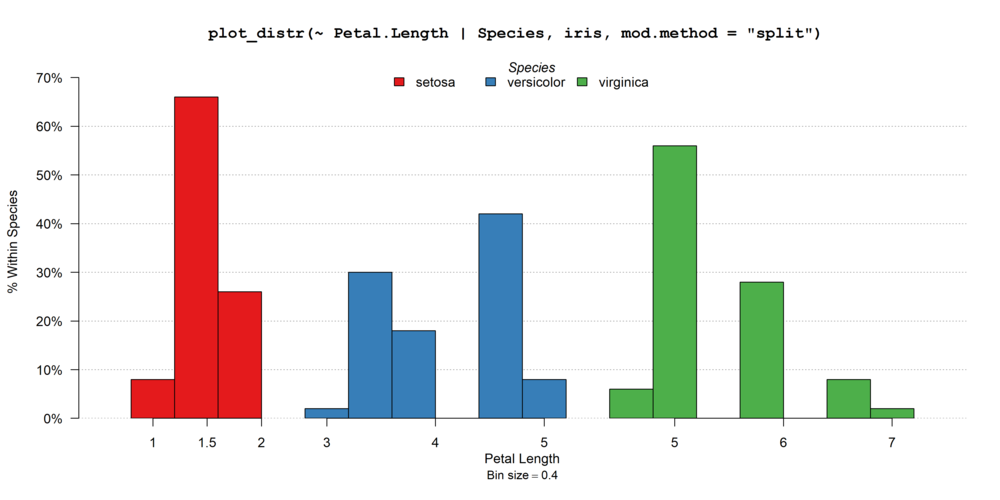 plot_distr(~ Petal.Length | Species, iris, mod.method = "split")
Species
setosa versicolor virginica
70%
60%
50%
40%
30%
20%
10%
0%
% Within Species
1 1.5 2 3 4 5 5 6 7
Petal Length
Bin size = 0.4